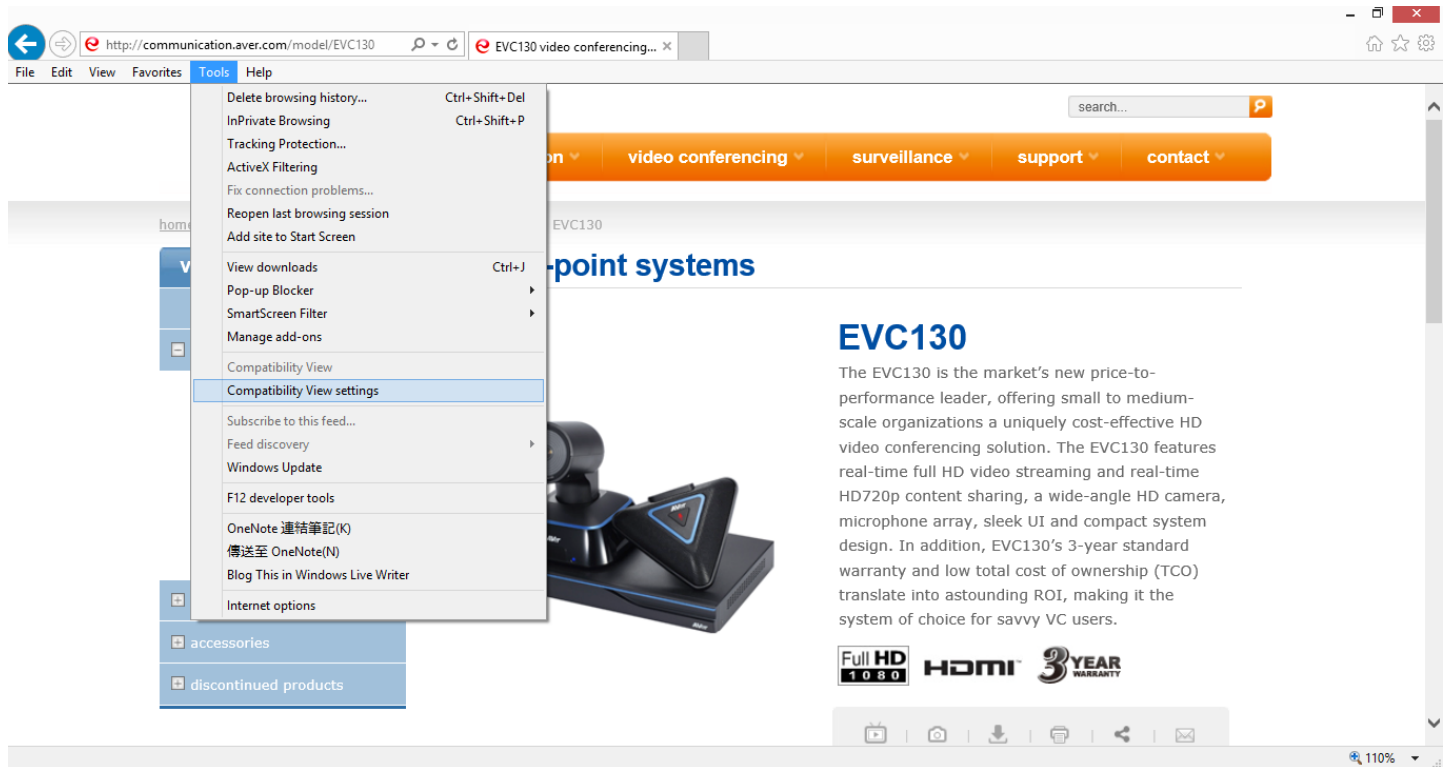 http://communication.aver.com/model/EVC130
EVC130 video conferencing...
File Edit View Favorites Tools Help
Delete browsing history... Ctrl+Shift+Del
InPrivate Browsing Ctrl+Shift+P
Tracking Protection...
ActiveX Filtering
Fix connection problems...
Reopen last browsing session
Add site to Start Screen
View downloads Ctrl+J
Pop-up Blocker
SmartScreen Filter
Manage add-ons
Compatibility View
Compatibility View settings
Subscribe to this feed...
Feed discovery
Windows Update
F12 developer tools
OneNote 連結筆記(K)
傳送至 OneNote(N)
Blog This in Windows Live Writer
Internet options
search...
on video conferencing surveillance support contact
home EVC130
v -point systems
accessories
discontinued products
EVC130
The EVC130 is the market's new price-to-
performance leader, offering small to medium-
scale organizations a uniquely cost-effective HD
video conferencing solution. The EVC130 features
real-time full HD video streaming and real-time
HD720p content sharing, a wide-angle HD camera,
microphone array, sleek UI and compact system
design. In addition, EVC130's 3-year standard
warranty and low total cost of ownership (TCO)
translate into astounding ROI, making it the
system of choice for savvy VC users.
Full HD
1080
HDMI
3 YEAR
WARRANTY
110%